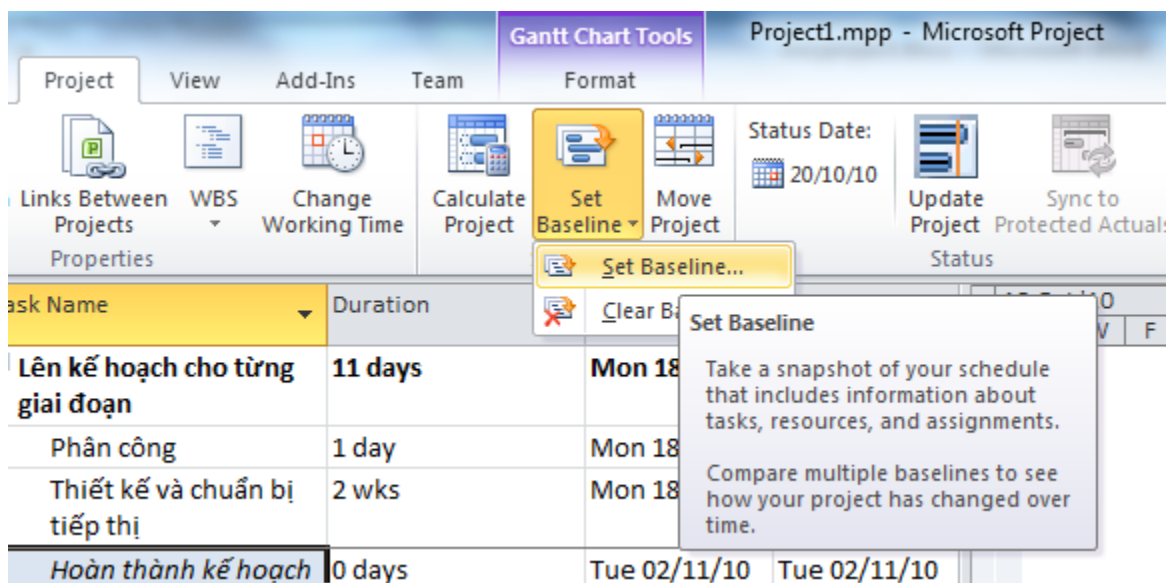 Gantt Chart Tools
Project1.mpp - Microsoft Project
Project View Add-Ins Team Format
Links Between Projects
WBS
Change Working Time
Calculate Project
Set Baseline
Move Project
Status Date:
20/10/10
Update Project
Sync to Protected Actuals
Properties
Status
Set Baseline...
Clear
Task Name
Duration
Set Baseline
Take a snapshot of your schedule
that includes information about
tasks, resources, and assignments.
Compare multiple baselines to see
how your project has changed over
time.
F
Lên kế hoạch cho từng
giai đoạn
11 days
Mon 18
Phân công
1 day
Mon 18
Thiết kế và chuẩn bị
tiếp thị
2 wks
Mon 18
Hoàn thành kế hoạch
0 days
Tue 02/11/10
Tue 02/11/10